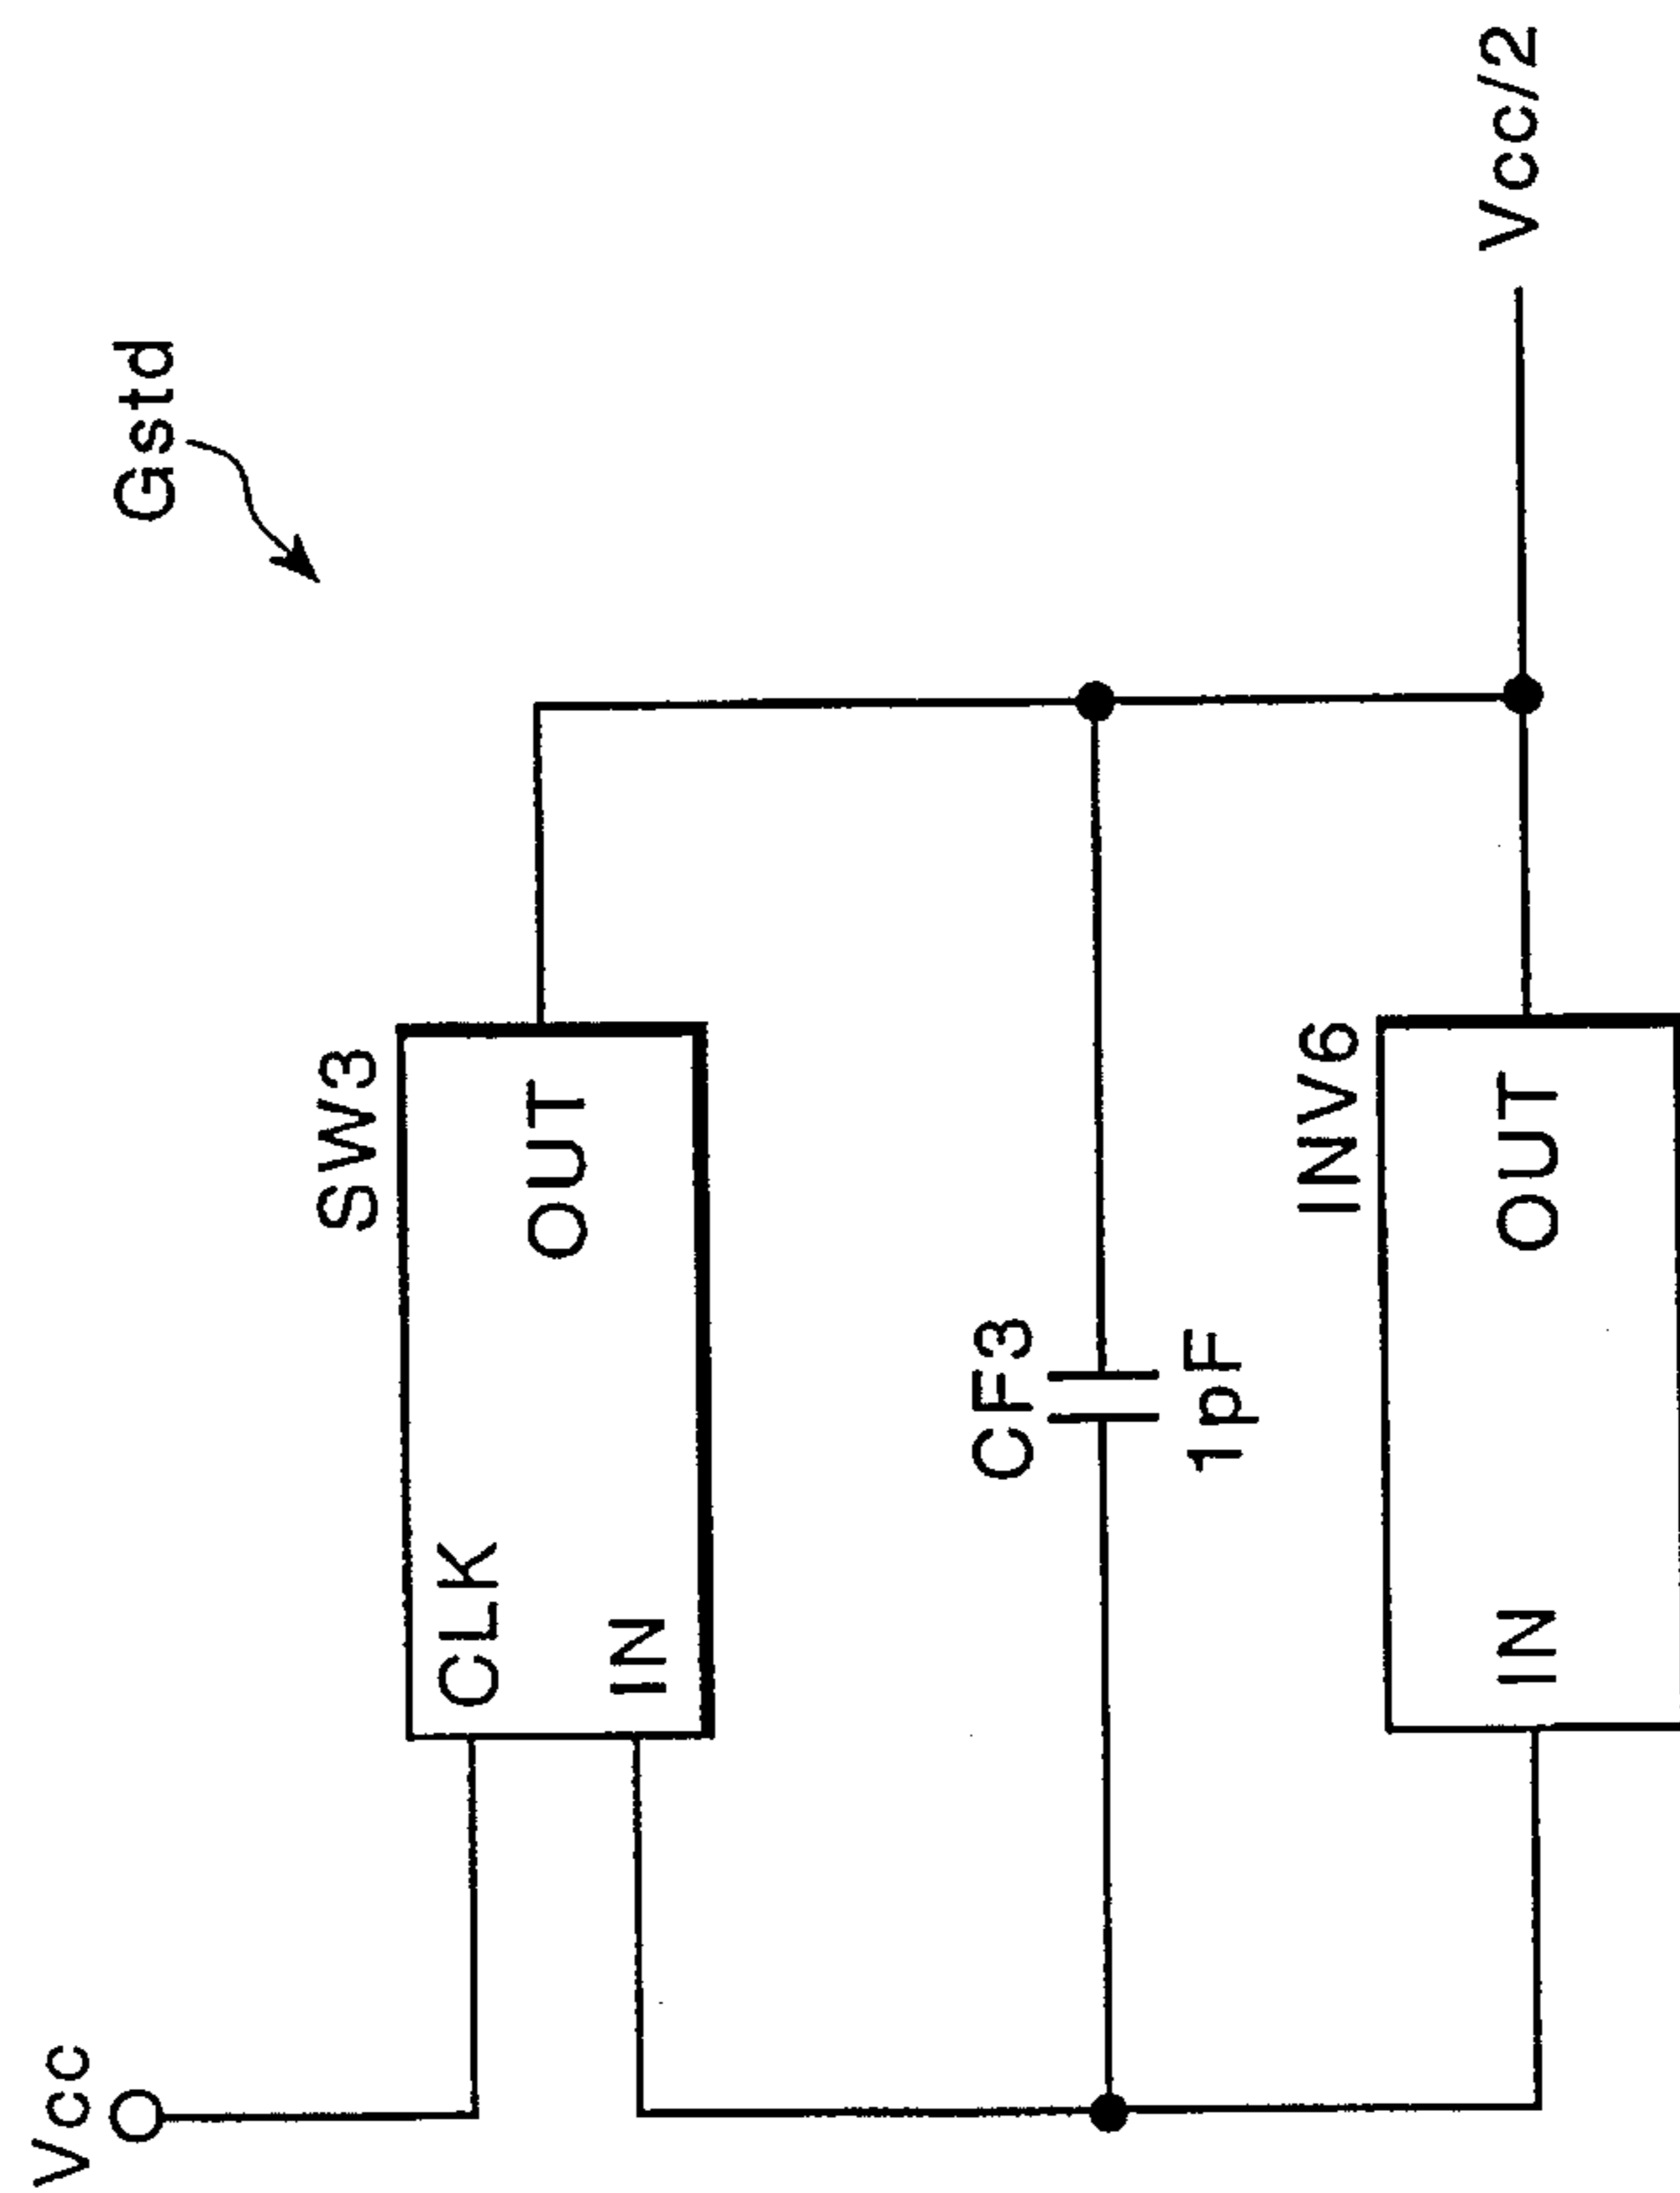 Gstd
Vcc
SW3
CLK
OUT
IN
CF3
1pF
INV6
IN
OUT
Vcc/2